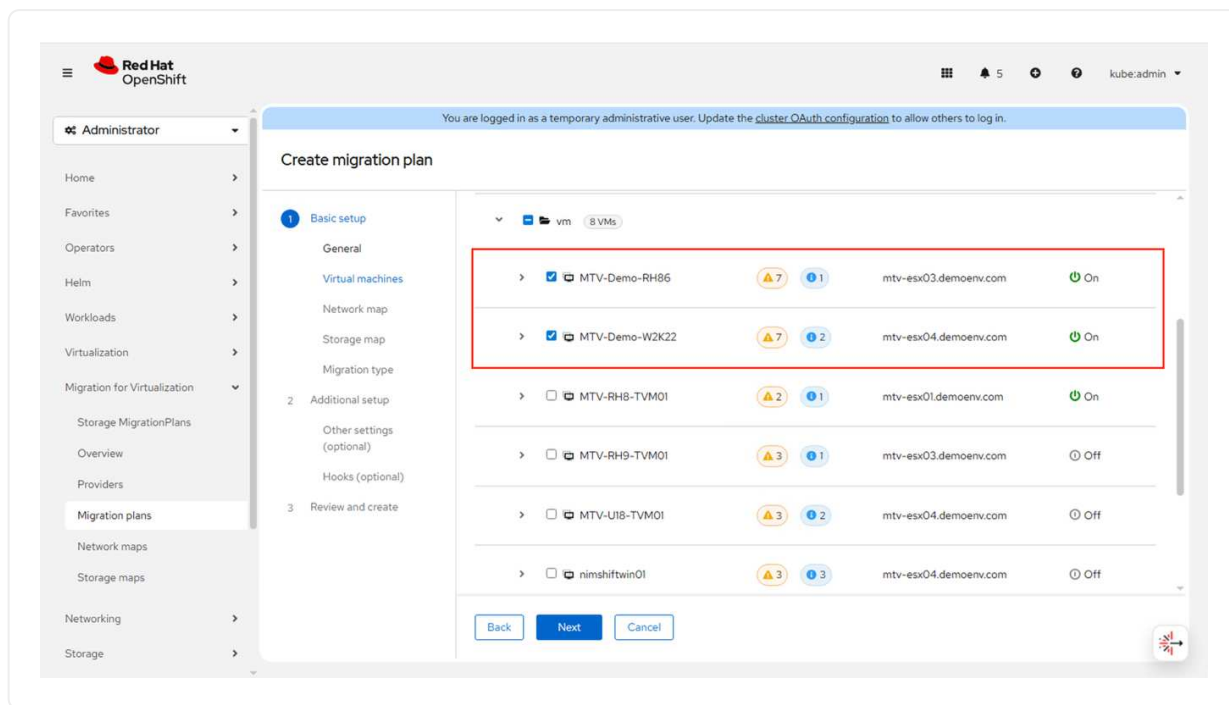 Red Hat
OpenShift
5
kube:admin
Administrator
You are logged in as a temporary administrative user. Update the cluster OAuth configuration to allow others to log in.
Create migration plan
Home
Favorites
Operators
Helm
Workloads
Virtualization
Migration for Virtualization
Storage MigrationPlans
Overview
Providers
Migration plans
Network maps
Storage maps
Networking
Storage
1 Basic setup
General
Virtual machines
Network map
Storage map
Migration type
2 Additional setup
Other settings
(optional)
Hooks (optional)
3 Review and create
vm 8 VMs
MTV-Demo-RH86 7 1 mtv-esx03.demoenv.com On
MTV-Demo-W2K22 7 2 mtv-esx04.demoenv.com On
MTV-RH8-TVM01 2 1 mtv-esx01.demoenv.com On
MTV-RH9-TVM01 3 1 mtv-esx03.demoenv.com Off
MTV-U18-TVM01 3 2 mtv-esx04.demoenv.com Off
nimshiftwin01 3 3 mtv-esx04.demoenv.com Off
Back Next Cancel